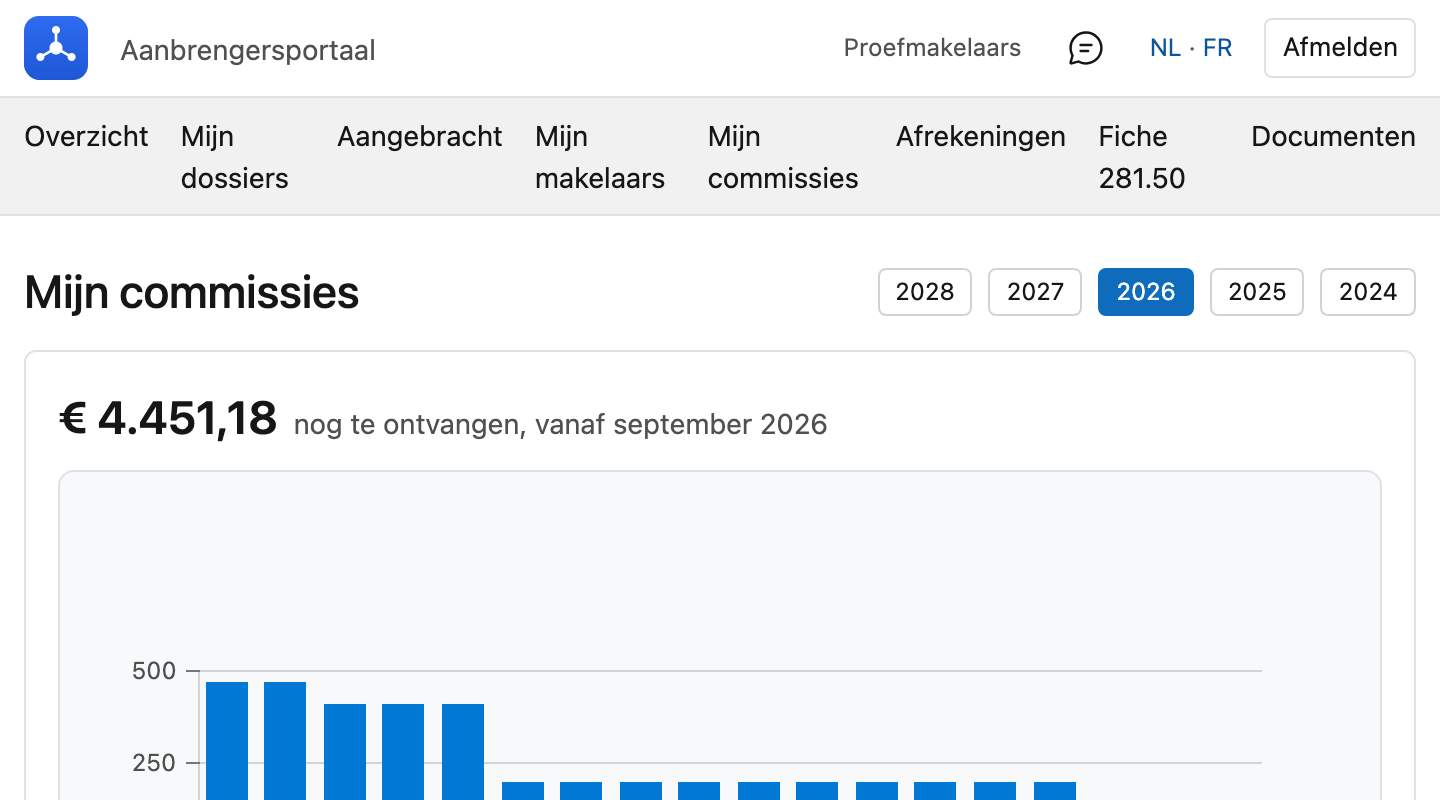 Aanbrengersportaal
Proefmakelaars
NL · FR
Afmelden
Overzicht
Mijn
dossiers
Aangebracht
Mijn
makelaars
Mijn
commissies
Afrekeningen
Fiche
281.50
Documenten
Mijn commissies
2028
2027
2026
2025
2024
€ 4.451,18 nog te ontvangen, vanaf september 2026
500
250